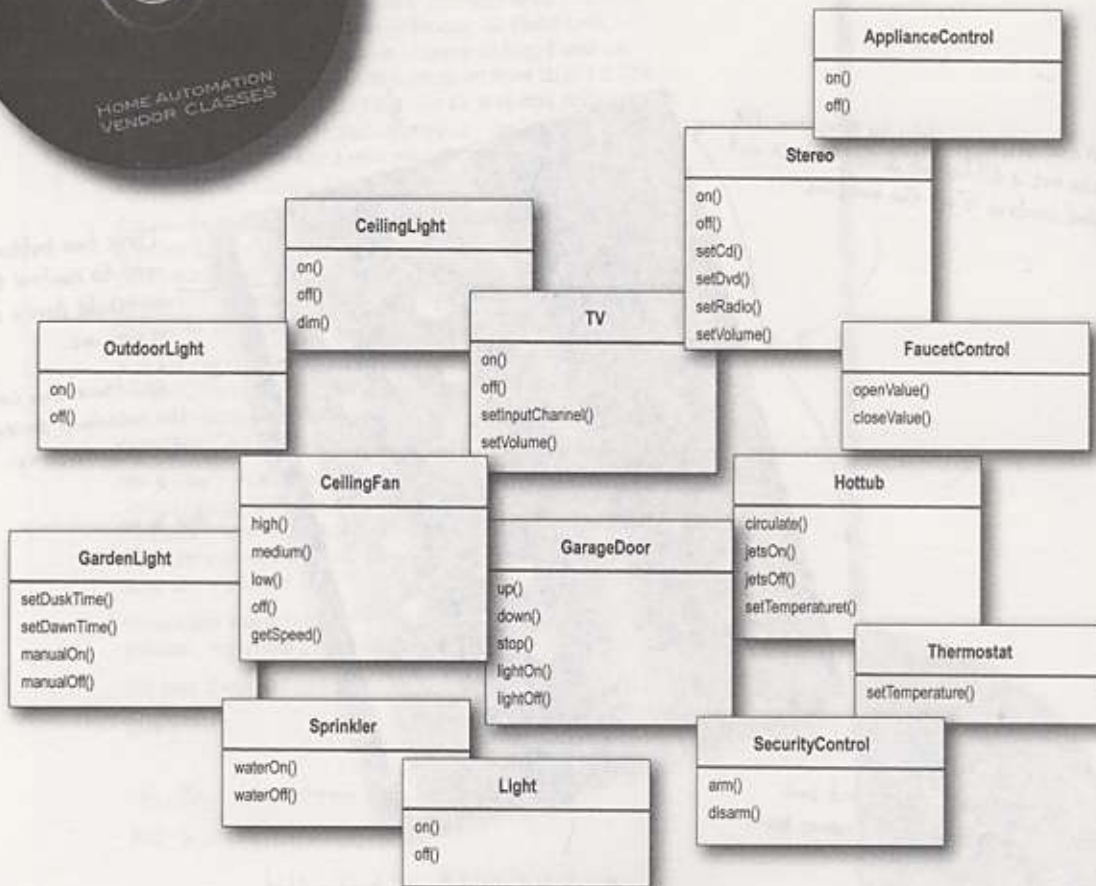 HOME AUTOMATION
VENDOR CLASSES
ApplianceControl
on()
off()
Stereo
on()
off()
setCd()
setDvd()
setRadio()
setVolume()
CeilingLight
on()
off()
dim()
TV
on()
off()
setInputChannel()
setVolume()
OutdoorLight
on()
off()
FaucetControl
openValue()
closeValue()
CeilingFan
high()
medium()
low()
off()
getSpeed()
Hottub
circulate()
jetsOn()
jetsOff()
setTemperaturet()
GardenLight
setDuskTime()
setDawnTime()
manualOn()
manualOff()
GarageDoor
up()
down()
stop()
lightOn()
lightOff()
Thermostat
setTemperature()
Sprinkler
waterOn()
waterOff()
SecurityControl
arm()
disarm()
Light
on()
off()